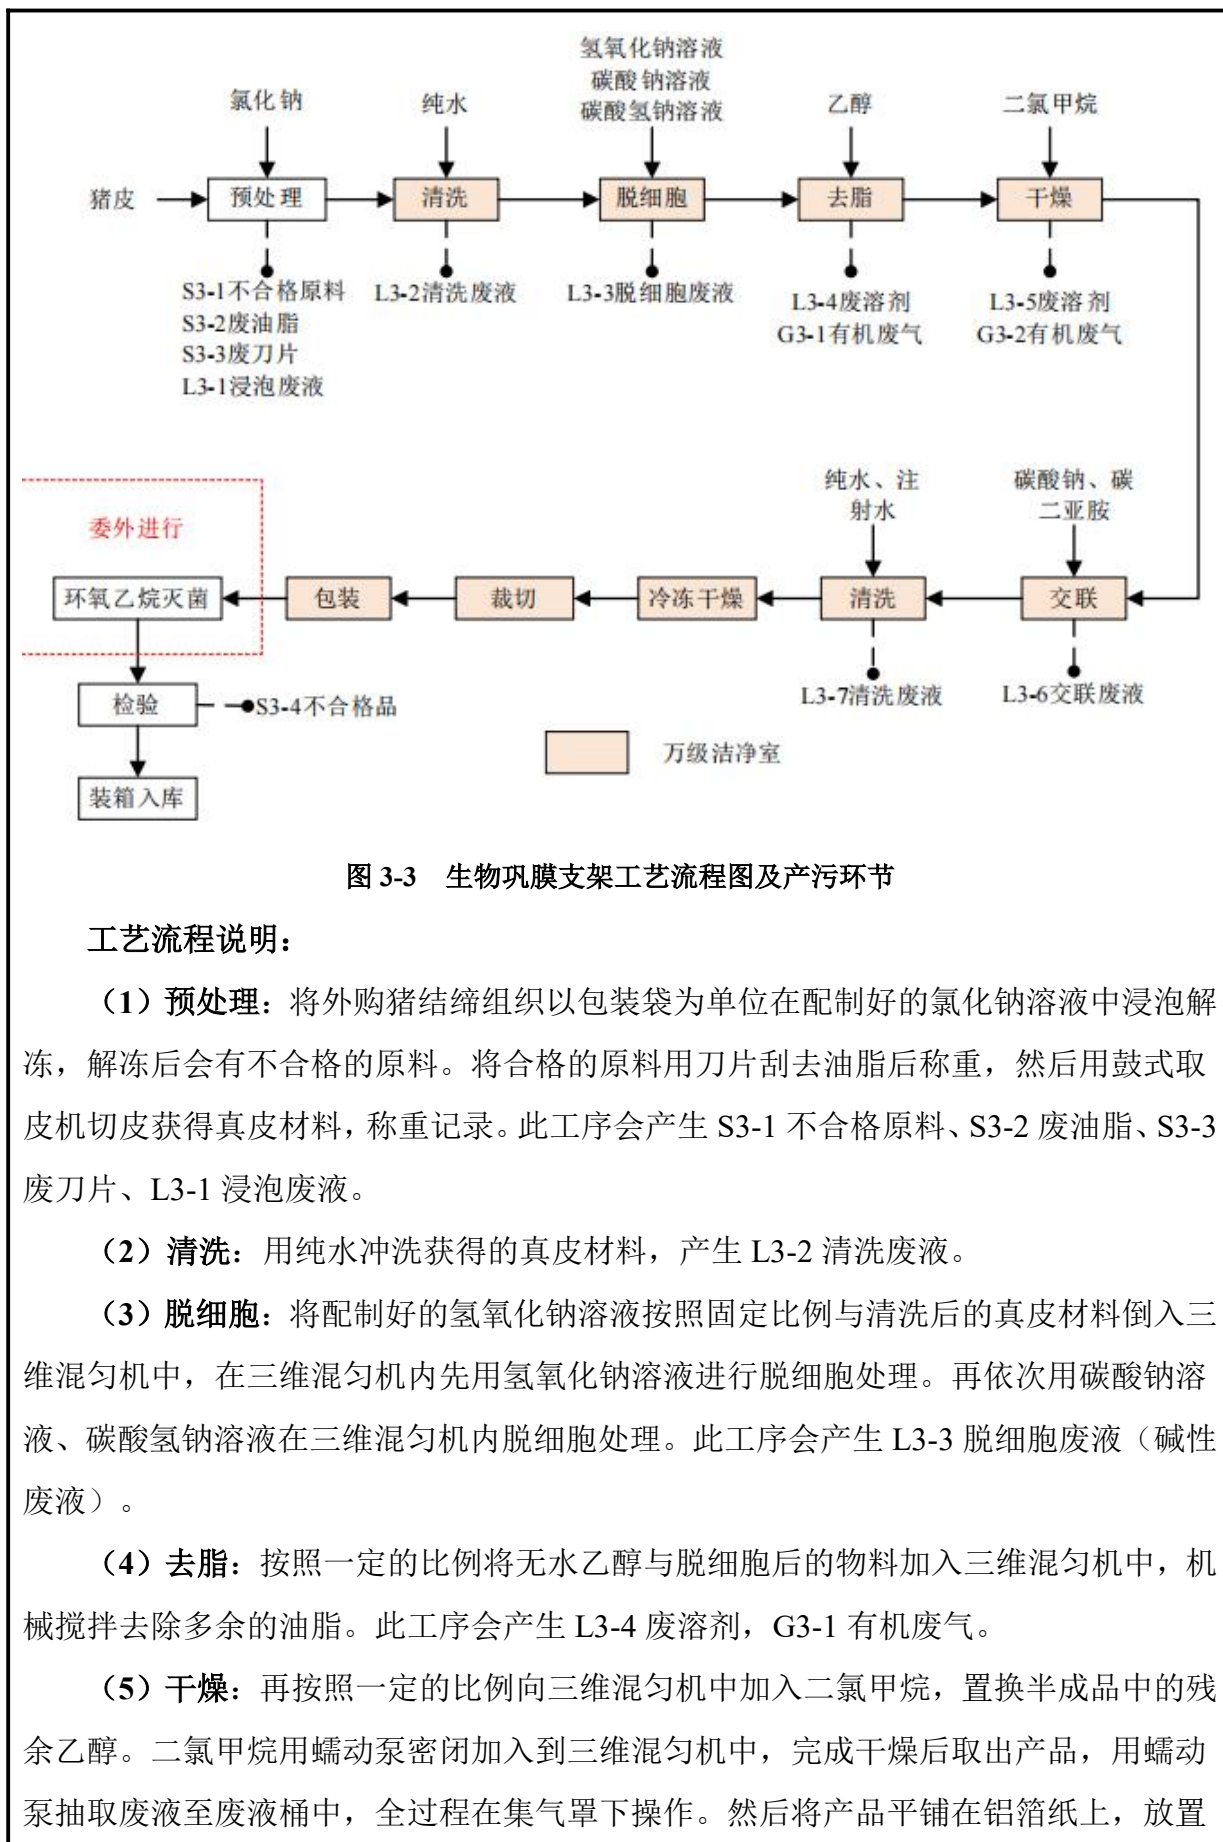 氢氧化钠溶液
碳酸钠溶液
碳酸氢钠溶液
氯化钠
纯水
乙醇
二氯甲烷
猪皮
预处理
清洗
脱细胞
去脂
干燥
S3-1不合格原料
S3-2废油脂
S3-3废刀片
L3-1浸泡废液
L3-2清洗废液
L3-3脱细胞废液
L3-4废溶剂
G3-1有机废气
L3-5废溶剂
G3-2有机废气
纯水、注
射水
碳酸钠、碳
二亚胺
委外进行
环氧乙烷灭菌
包装
裁切
冷冻干燥
清洗
交联
L3-7清洗废液
L3-6交联废液
检验
S3-4不合格品
万级洁净室
装箱入库
图 3-3 生物巩膜支架工艺流程图及产污环节
工艺流程说明：
（1）预处理：将外购猪结缔组织以包装袋为单位在配制好的氯化钠溶液中浸泡解
冻，解冻后会有不合格的原料。将合格的原料用刀片刮去油脂后称重，然后用鼓式取
皮机切皮获得真皮材料，称重记录。此工序会产生 S3-1 不合格原料、S3-2 废油脂、S3-3
废刀片、L3-1 浸泡废液。
（2）清洗：用纯水冲洗获得的真皮材料，产生 L3-2 清洗废液。
（3）脱细胞：将配制好的氢氧化钠溶液按照固定比例与清洗后的真皮材料倒入三
维混匀机中，在三维混匀机内先用氢氧化钠溶液进行脱细胞处理。再依次用碳酸钠溶
液、碳酸氢钠溶液在三维混匀机内脱细胞处理。此工序会产生 L3-3 脱细胞废液（碱性
废液）。
（4）去脂：按照一定的比例将无水乙醇与脱细胞后的物料加入三维混匀机中，机
械搅拌去除多余的油脂。此工序会产生 L3-4 废溶剂，G3-1 有机废气。
（5）干燥：再按照一定的比例向三维混匀机中加入二氯甲烷，置换半成品中的残
余乙醇。二氯甲烷用蠕动泵密闭加入到三维混匀机中，完成干燥后取出产品，用蠕动
泵抽取废液至废液桶中，全过程在集气罩下操作。然后将产品平铺在铝箔纸上，放置